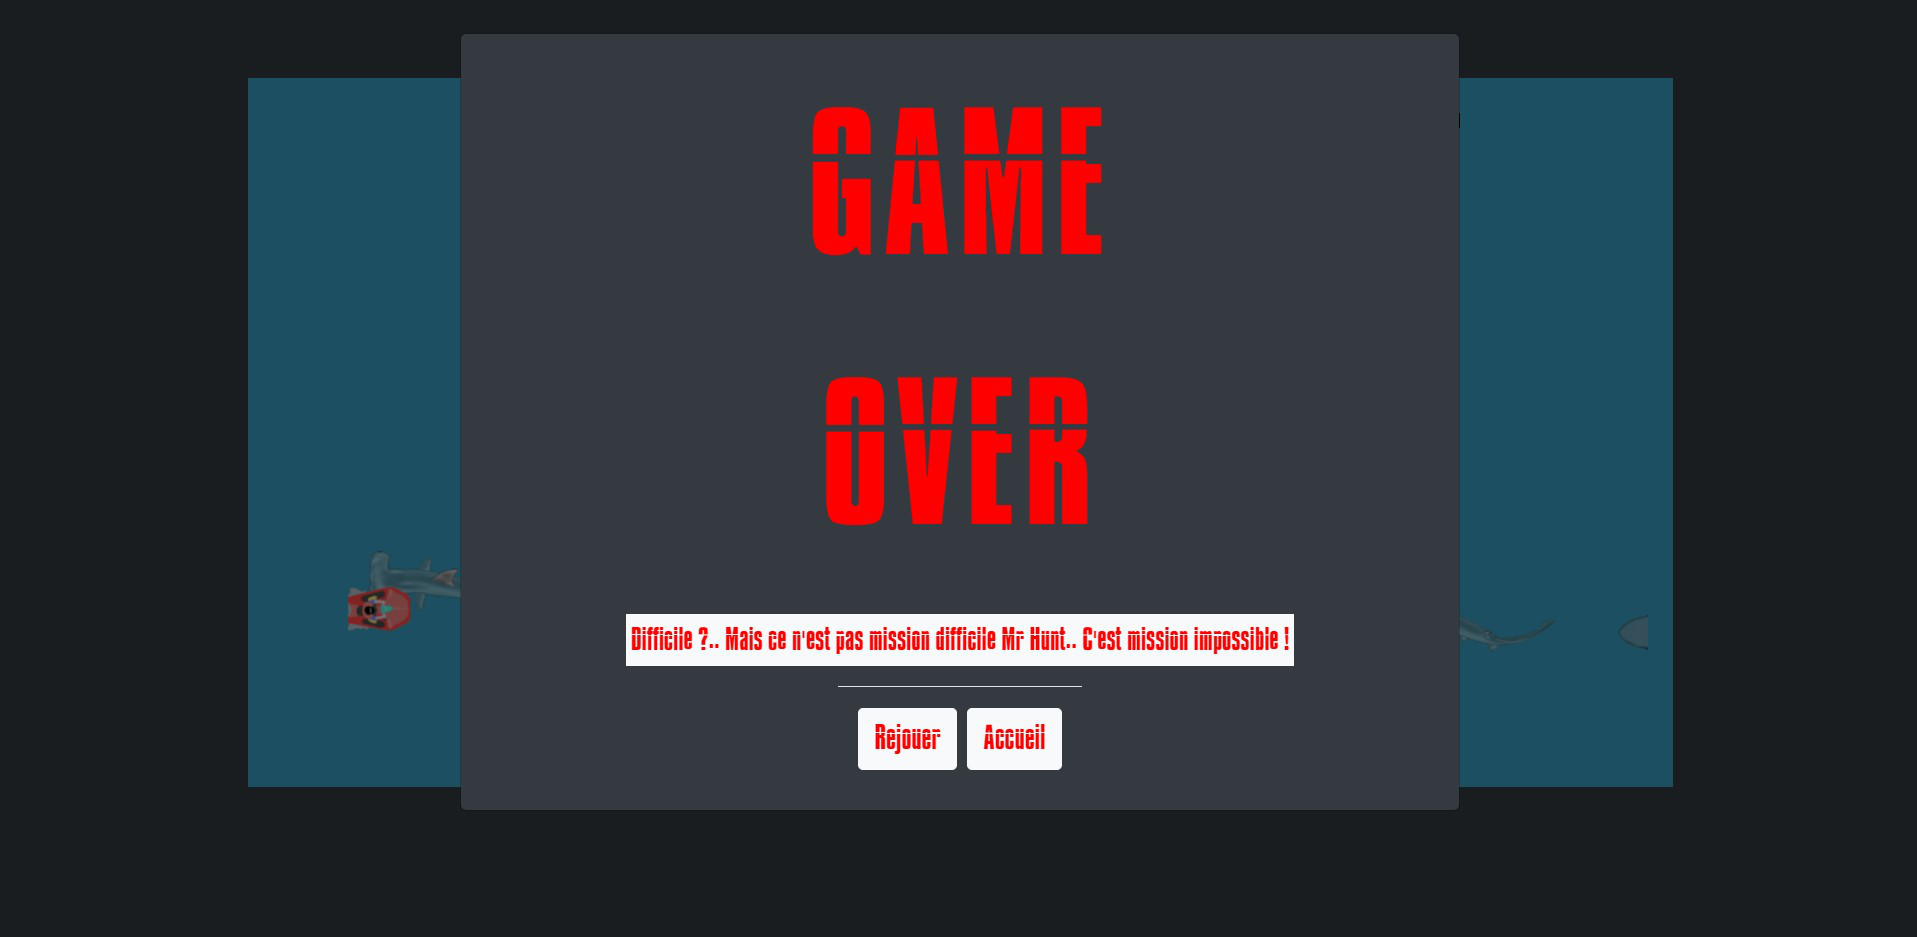 GAME
OVER
Difficile ?.. Mais ce n'est pas mission difficile Mr Hunt.. C'est mission impossible !
Rejouer Accueil